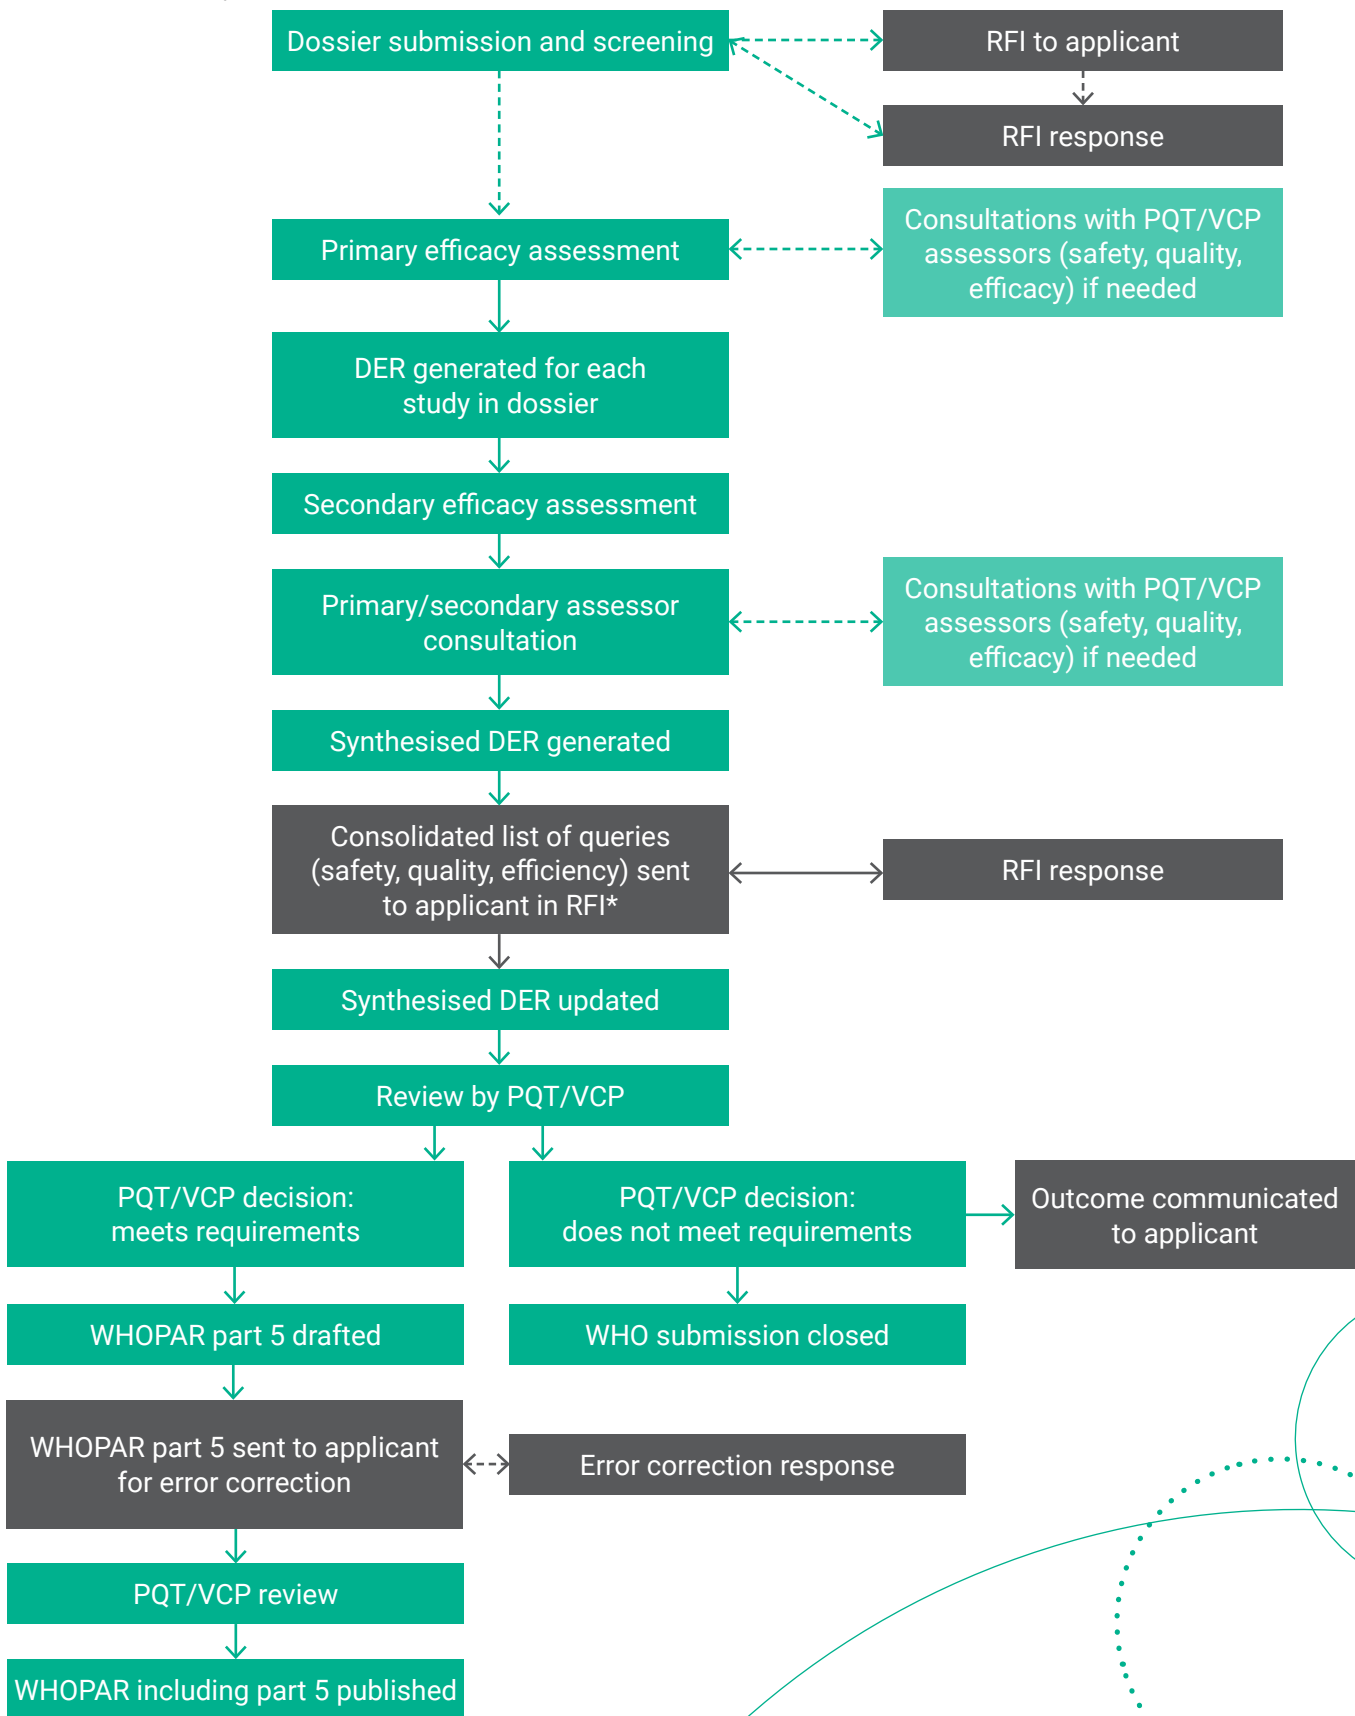 Dossier submission and screening
RFI to applicant
RFI response
Primary efficacy assessment
Consultations with PQT/VCP
assessors (safety, quality,
efficacy) if needed
DER generated for each
study in dossier
Secondary efficacy assessment
Primary/secondary assessor
consultation
Consultations with PQT/VCP
assessors (safety, quality,
efficacy) if needed
Synthesised DER generated
Consolidated list of queries
(safety, quality, efficiency) sent
to applicant in RFI*
RFI response
Synthesised DER updated
Review by PQT/VCP
PQT/VCP decision:
meets requirements
PQT/VCP decision:
does not meet requirements
Outcome communicated
to applicant
WHOPAR part 5 drafted
WHO submission closed
WHOPAR part 5 sent to applicant
for error correction
Error correction response
PQT/VCP review
WHOPAR including part 5 published